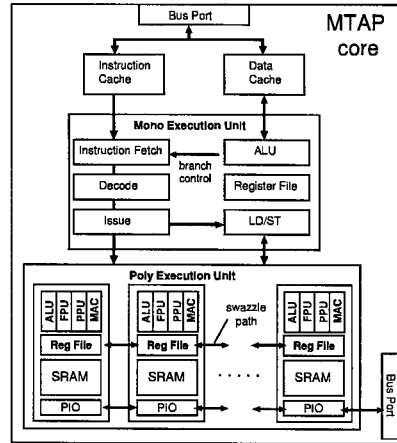 Bus Port
MTAP
core
Instruction
Cache
Data
Cache
Mono Execution Unit
Instruction Fetch
ALU
branch
control
Decode
Register File
Issue
LD/ST
Poly Execution Unit
ALU FPU PPU MAC
ALU FPU PPU MAC
swazzle
path
ALU FPU PPU MAC
Reg File
Reg File
Reg File
SRAM
SRAM
. . . . . .
SRAM
PIO
PIO
PIO
Bus Port